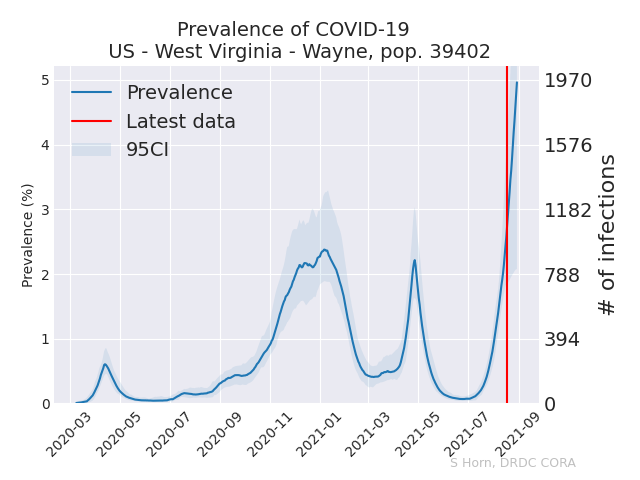 Prevalence of COVID-19
US - West Virginia - Wayne, pop. 39402
Prevalence
Latest data
95CI
5
4
3
2
1
0
Prevalence (%)
1970
1576
1182
788
394
0
# of infections
2020-03
2020-05
2020-07
2020-09
2020-11
2021-01
2021-03
2021-05
2021-07
2021-09
S Horn, DRDC CORA